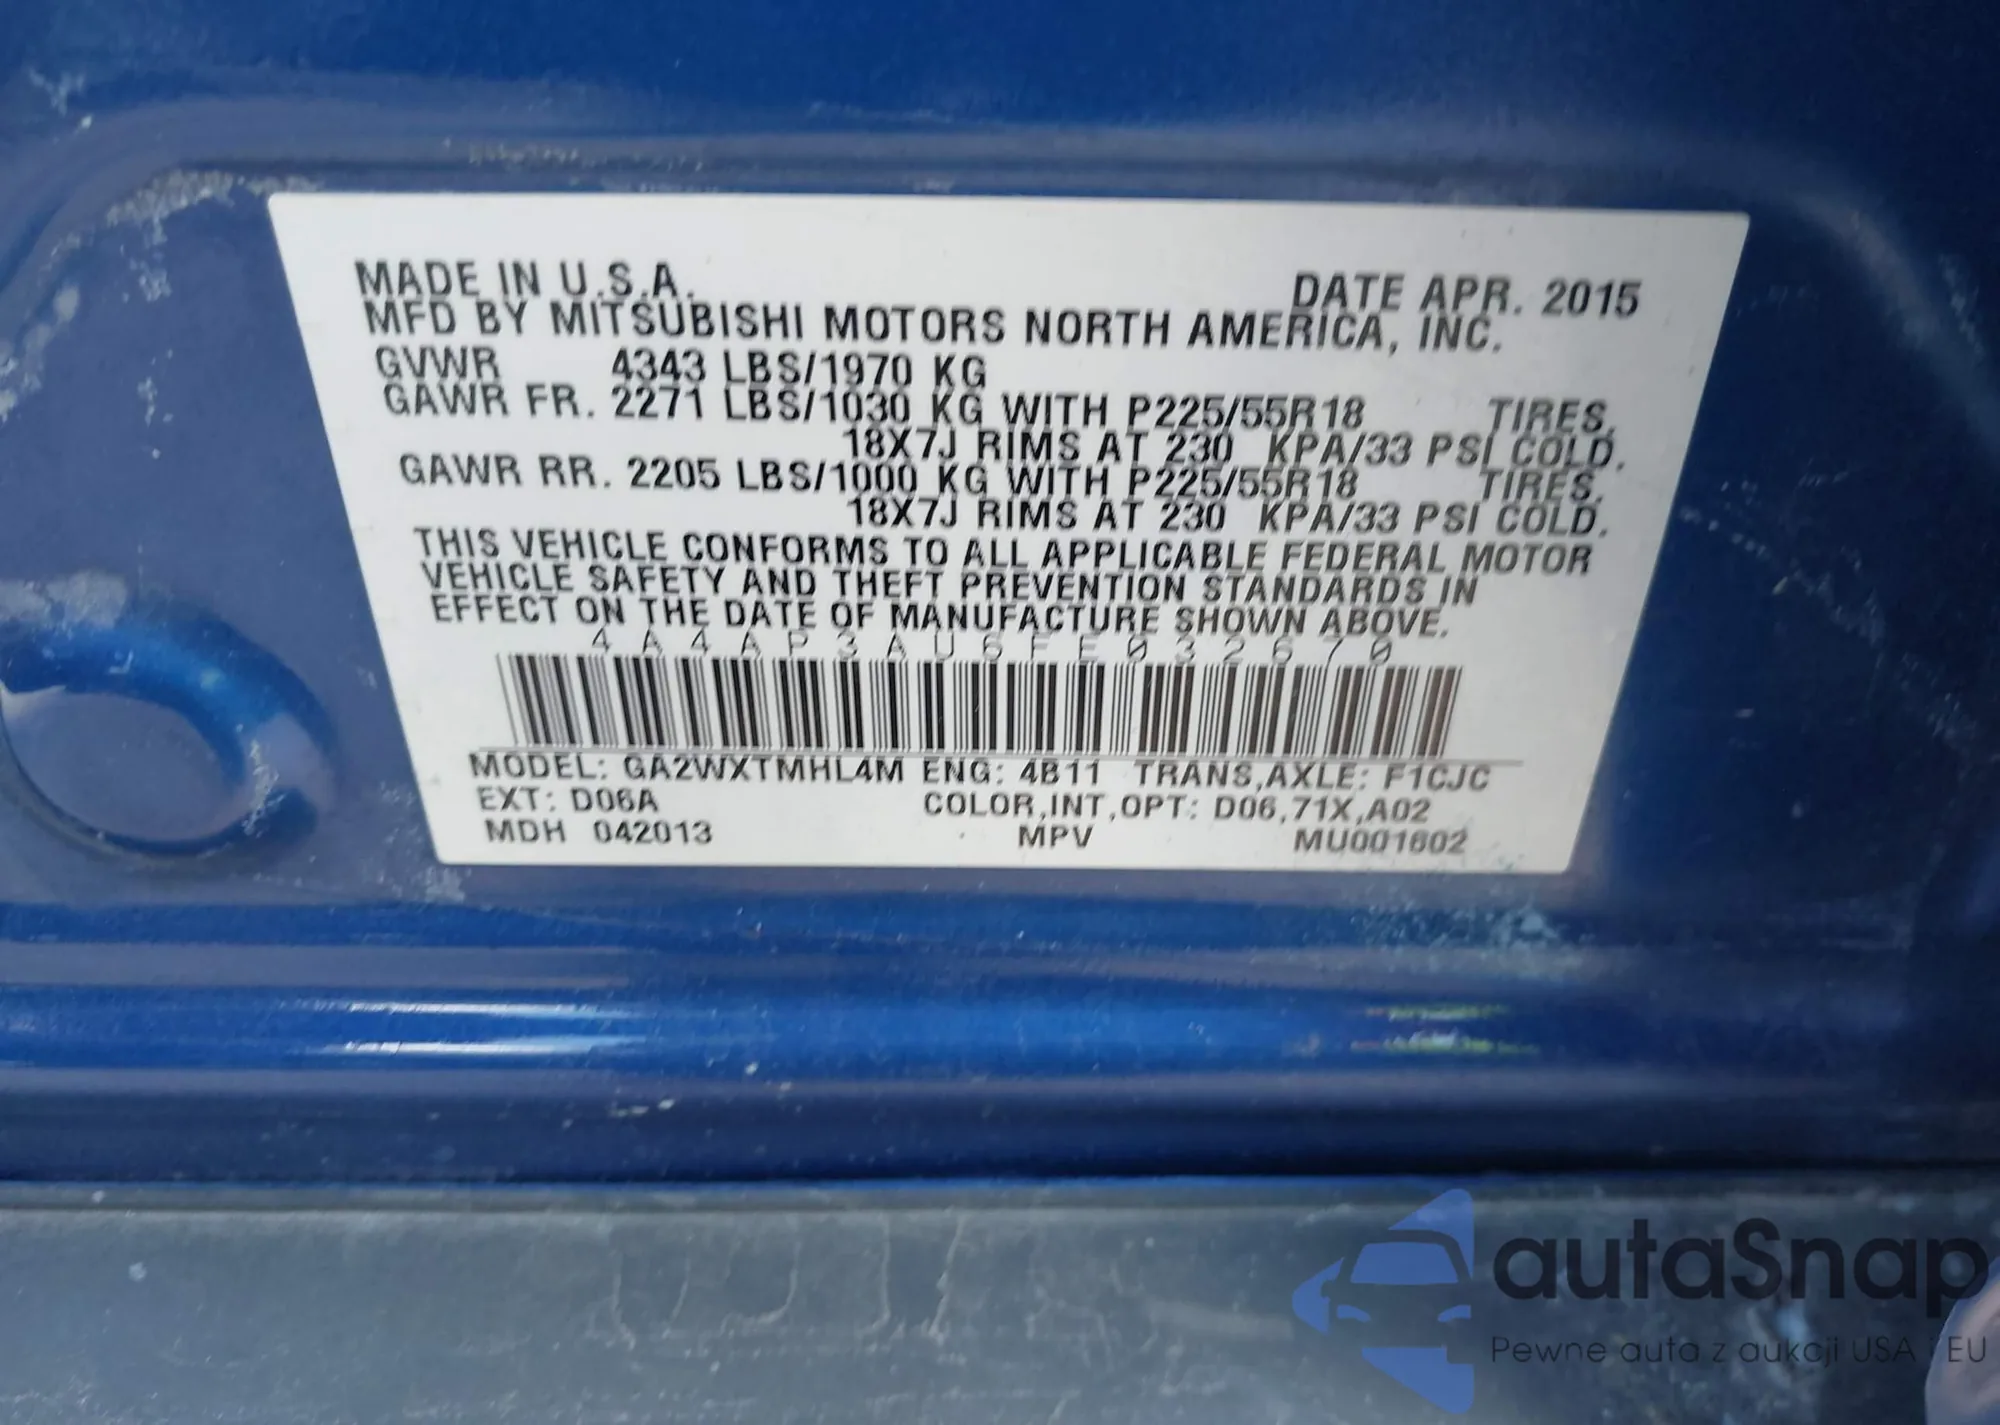 MADE IN U.S.A. DATE APR. 2015
MFD BY MITSUBISHI MOTORS NORTH AMERICA, INC.
GVWR 4343 LBS/1970 KG
GAWR FR. 2271 LBS/1030 KG WITH P225/55R18 TIRES,
18X7J RIMS AT 230 KPA/33 PSI COLD.
GAWR RR. 2205 LBS/1000 KG WITH P225/55R18 TIRES,
18X7J RIMS AT 230 KPA/33 PSI COLD.
THIS VEHICLE CONFORMS TO ALL APPLICABLE FEDERAL MOTOR
VEHICLE SAFETY AND THEFT PREVENTION STANDARDS IN
EFFECT ON THE DATE OF MANUFACTURE SHOWN ABOVE.
4A4AP3AU6FE032670
MODEL: GA2WXTMHL4M ENG: 4B11 TRANS,AXLE: F1CJC
EXT: D06A COLOR,INT,OPT: D06,71X,A02
MDH 042013 MPV MU001602
autaSnap
Pewne auta z aukcji USA i EU